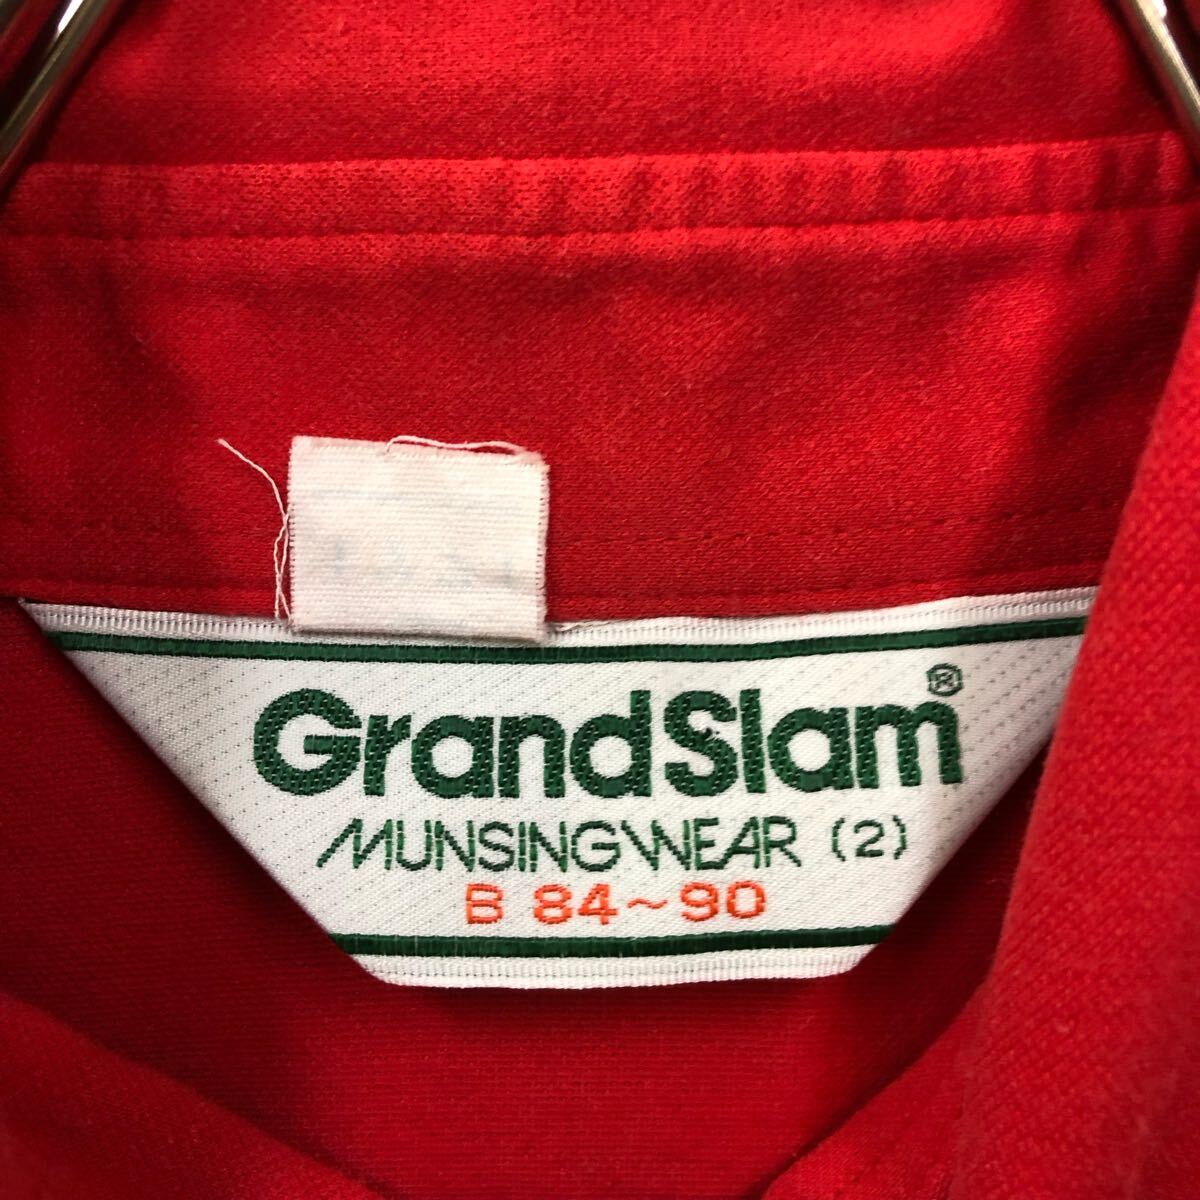 GrandSlam®
MUNSINGWEAR (2)
B 84~90